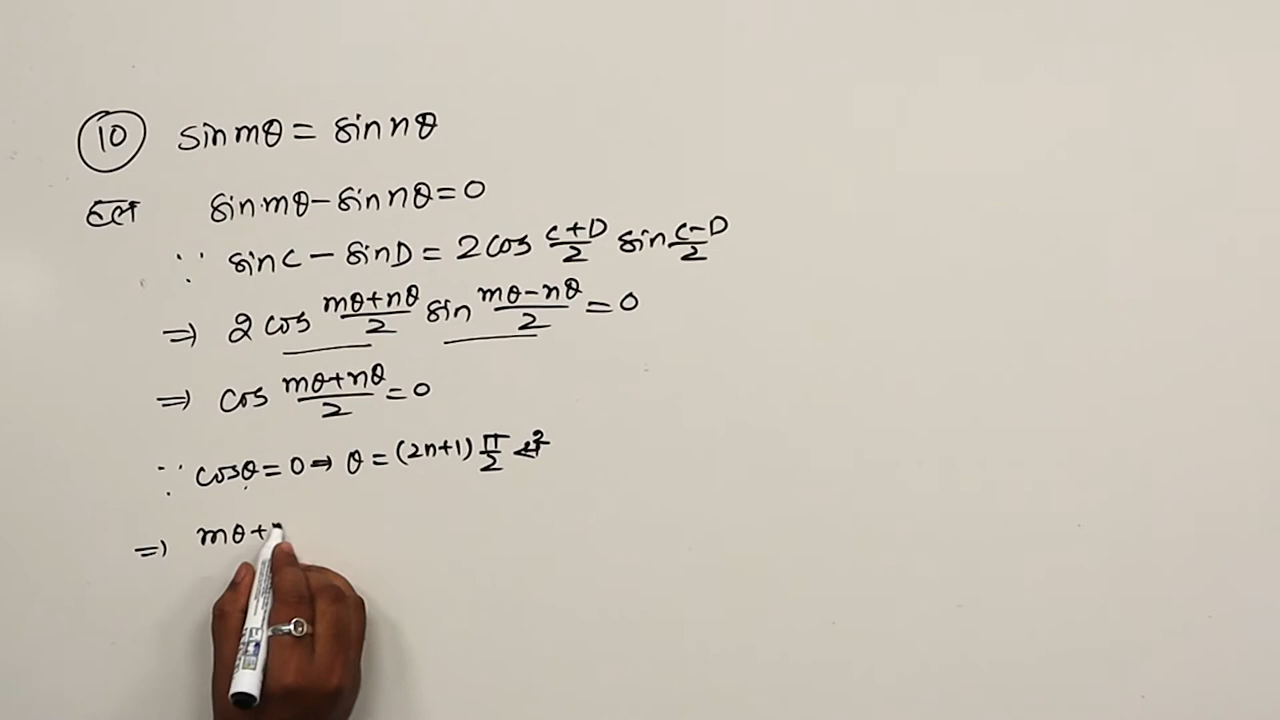 10 sin mθ = sin nθ
हल sin mθ - sin nθ = 0
∵ sin C - sin D = 2 cos (C+D)/2 sin (C-D)/2
⇒ 2 cos (mθ+nθ)/2 sin (mθ-nθ)/2 = 0
⇒ cos (mθ+nθ)/2 = 0
∵ cosθ = 0 ⇒ θ = (2n+1) π/2
⇒ mθ+